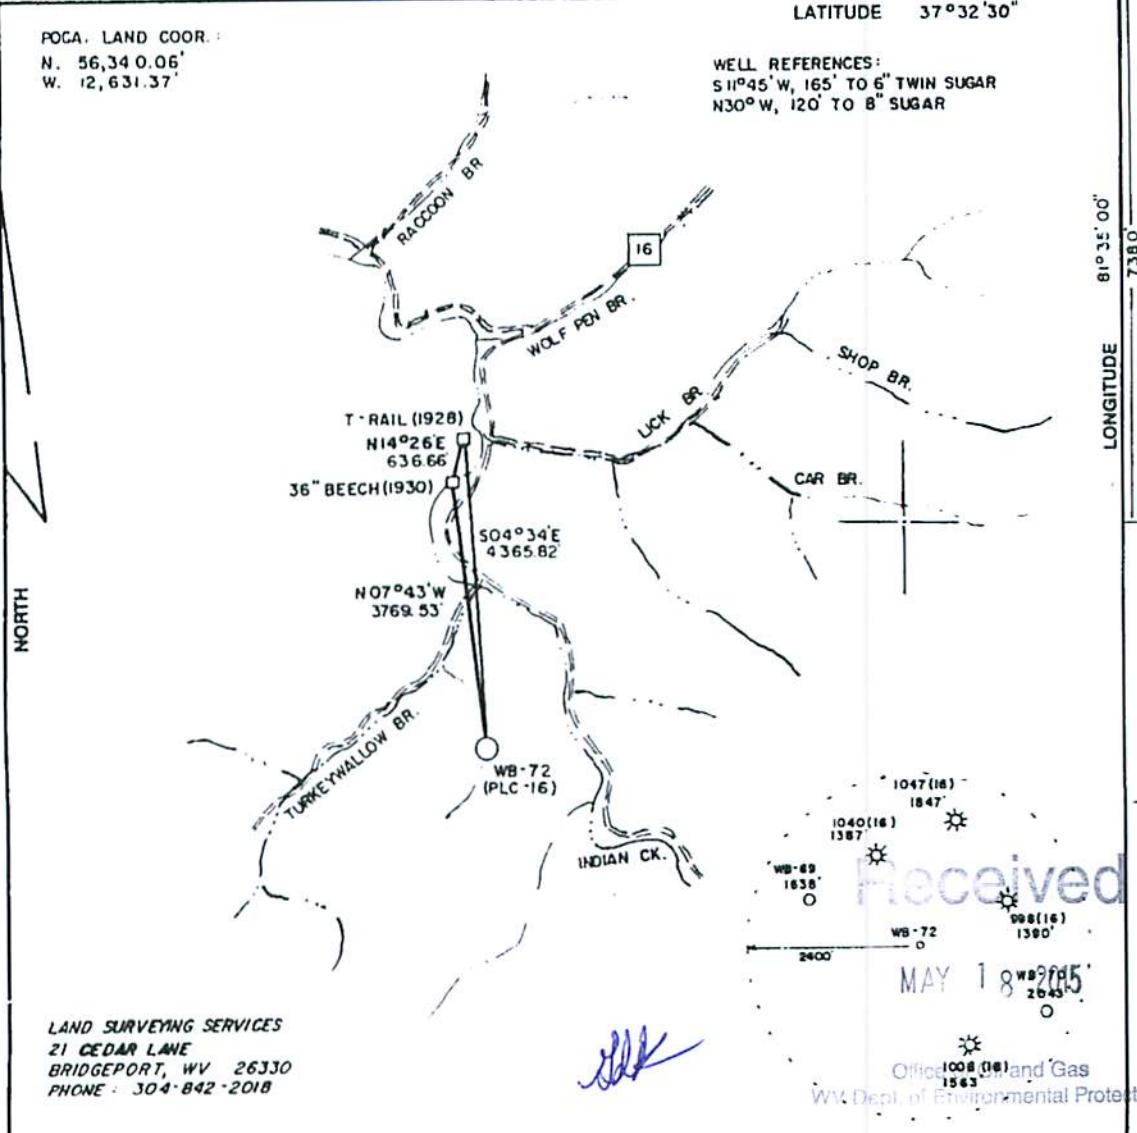 LATITUDE 37°32'30"
POCA. LAND COOR.:
N. 56,340.06'
W. 12,631.37'
WELL REFERENCES:
S11°45'W, 165' TO 6" TWIN SUGAR
N30°W, 120' TO 8" SUGAR
RACCOON BR
16
WOLF PEN BR.
81°35'00"
7380'
LONGITUDE
SHOP BR.
LICK BR
CAR BR.
T-RAIL (1928)
N14°26'E
636.66'
36" BEECH (1930)
S04°34'E
4365.82'
N07°43'W
3769.53'
NORTH
TURKEYWALLOW BR.
WB-72
(PLC-16)
INDIAN CK.
1047(16)
1847'
1040(16)
1387'
WB-69
1638'
Received
998(16)
1390'
WB-72
2400'
MAY 18 2015
2643'
1008(16)
1563'
Office of Oil and Gas
WV Dept. of Environmental Protect
LAND SURVEYING SERVICES
21 CEDAR LANE
BRIDGEPORT, WV 26330
PHONE: 304-842-2018